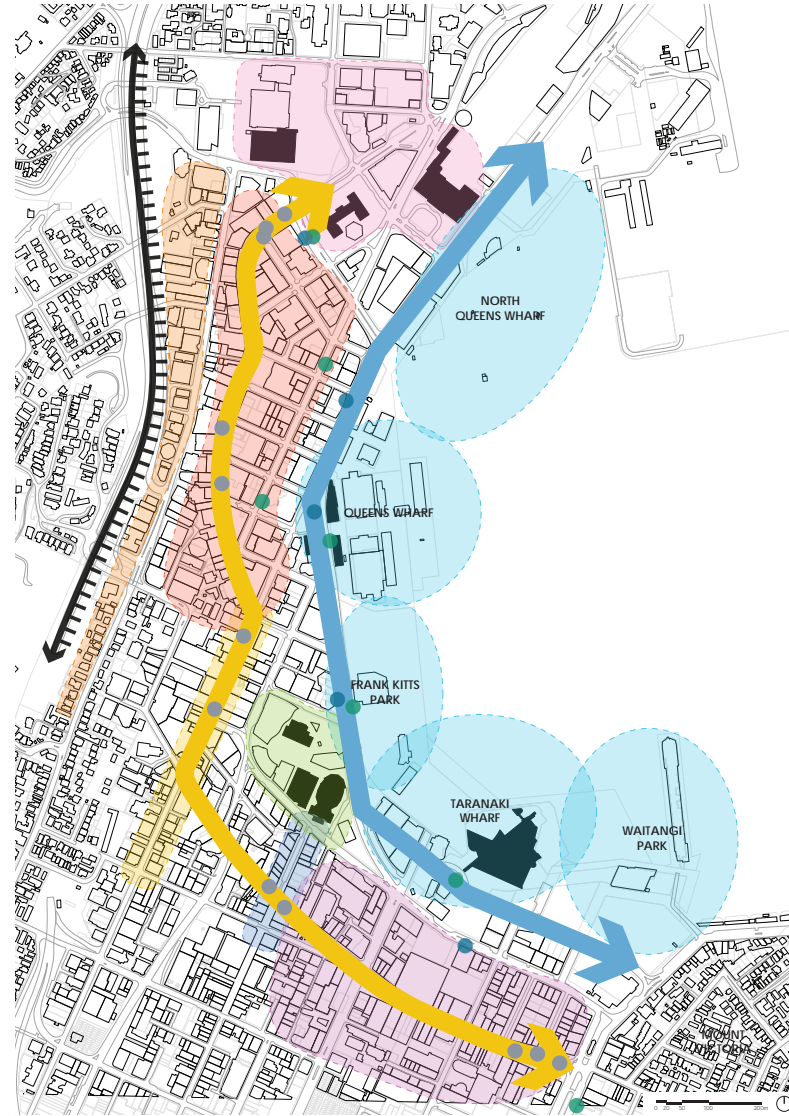 NORTH
QUEENS WHARF
QUEENS WHARF
FRANK KITTS
PARK
TARANAKI
WHARF
WAITANGI
PARK
MOUNT
VICTORIA
0 20 50 100 200m